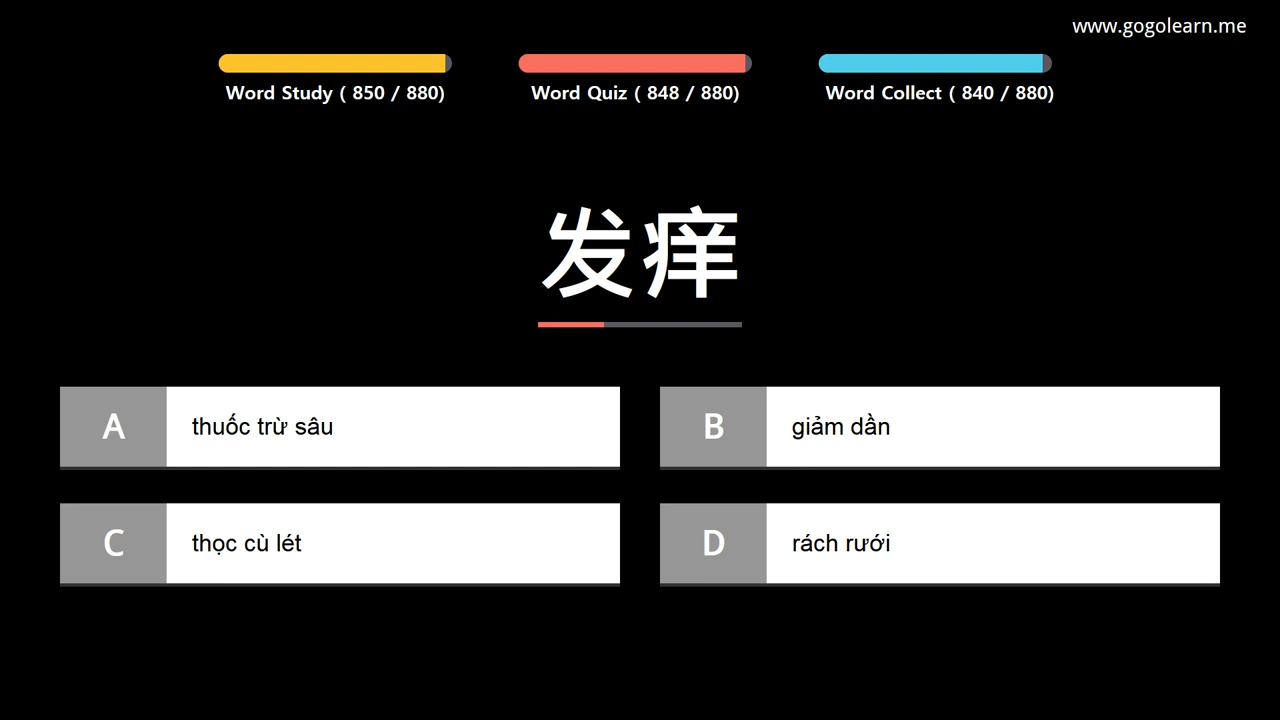 www.gogolearn.me
Word Study ( 850 / 880)
Word Quiz ( 848 / 880)
Word Collect ( 840 / 880)
发痒
A thuốc trừ sâu
B giảm dần
C thọc cù lét
D rách rưới